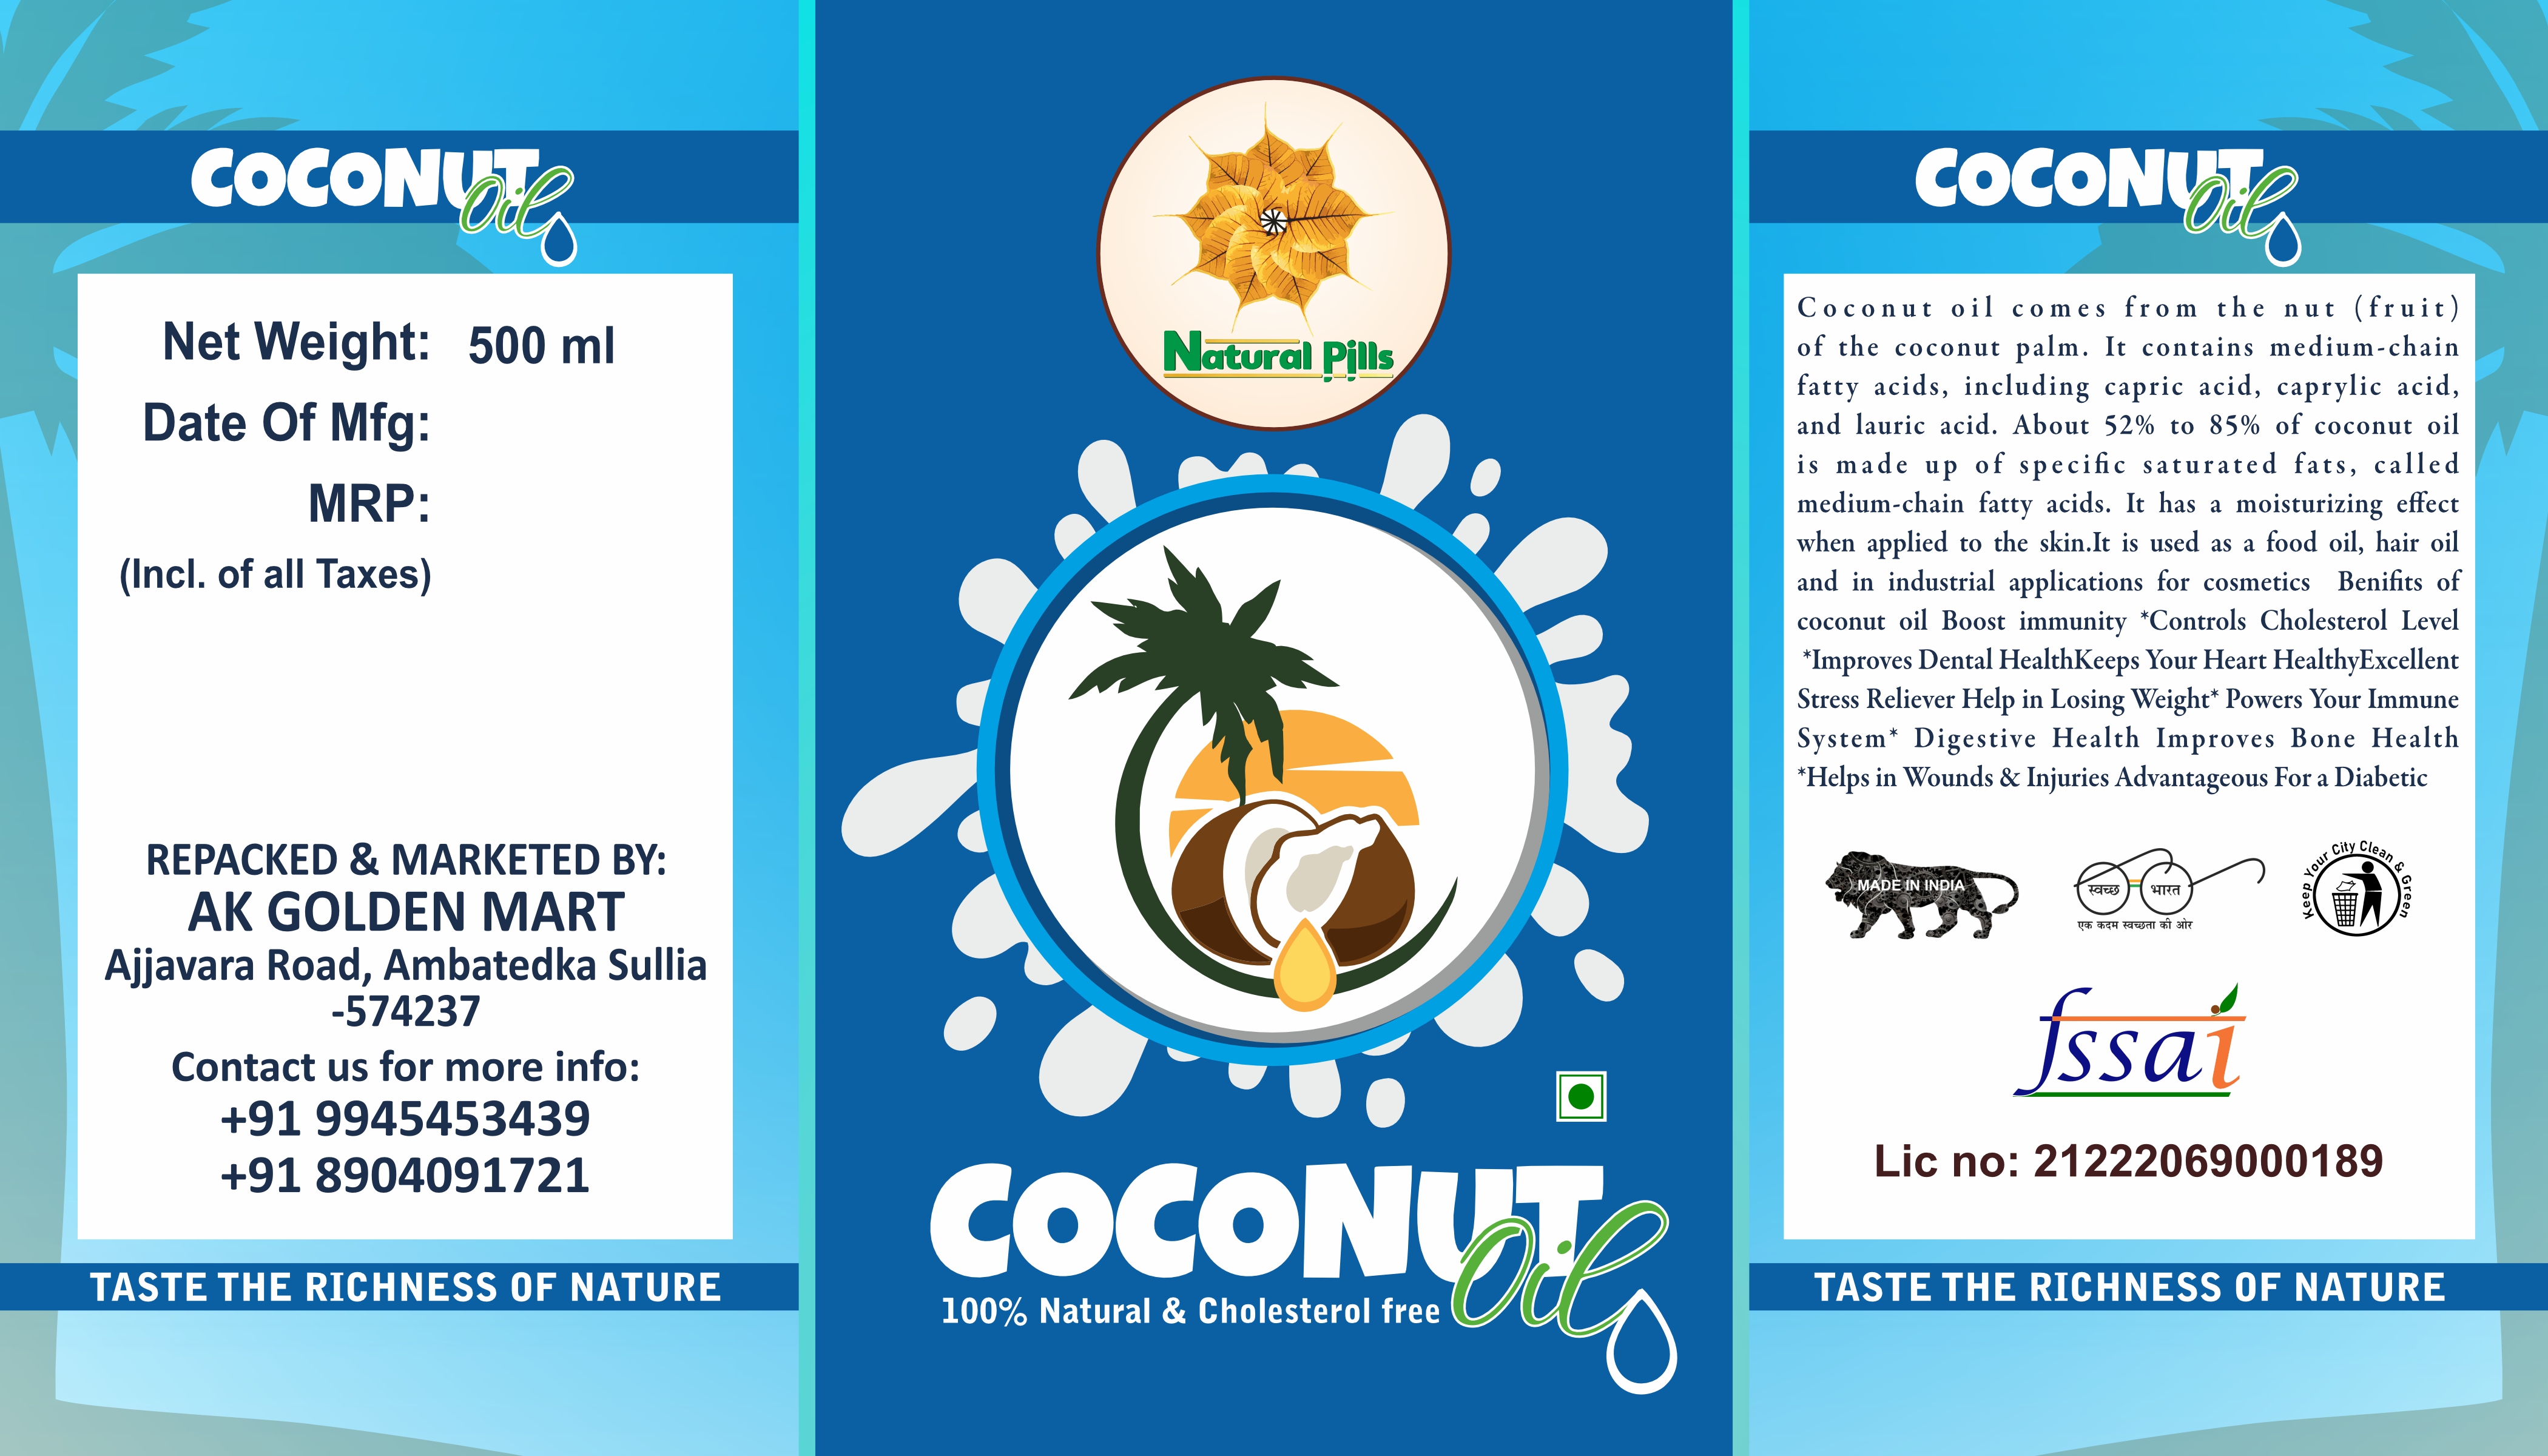 COCONUT
Oil
Net Weight: 500 ml
Date Of Mfg:
MRP:
(Incl. of all Taxes)
REPACKED & MARKETED BY:
AK GOLDEN MART
Ajjavara Road, Ambatedka Sullia
-574237
Contact us for more info:
+91 9945453439
+91 8904091721
TASTE THE RICHNESS OF NATURE
Natural Pills
COCONUT
Oil
100% Natural & Cholesterol free
COCONUT
Oil
Coconut oil comes from the nut (fruit)
of the coconut palm. It contains medium-chain
fatty acids, including capric acid, caprylic acid,
and lauric acid. About 52% to 85% of coconut oil
is made up of specific saturated fats, called
medium-chain fatty acids. It has a moisturizing effect
when applied to the skin.It is used as a food oil, hair oil
and in industrial applications for cosmetics Benifits of
coconut oil Boost immunity *Controls Cholesterol Level
*Improves Dental HealthKeeps Your Heart HealthyExcellent
Stress Reliever Help in Losing Weight* Powers Your Immune
System* Digestive Health Improves Bone Health
*Helps in Wounds & Injuries Advantageous For a Diabetic
MADE IN INDIA
स्वच्छ भारत
एक कदम स्वच्छता की ओर
Keep Your City Clean & Green
fssai
Lic no: 21222069000189
TASTE THE RICHNESS OF NATURE